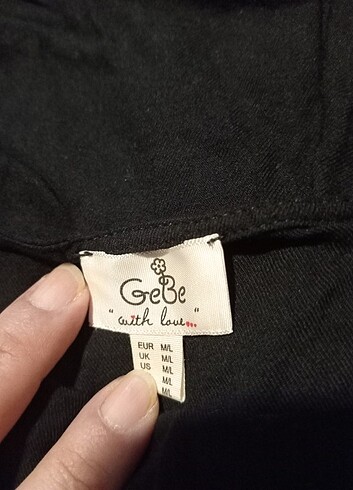 GeBe
"with love..."
EUR M/L
UK M/L
US M/L
M/L
M/L